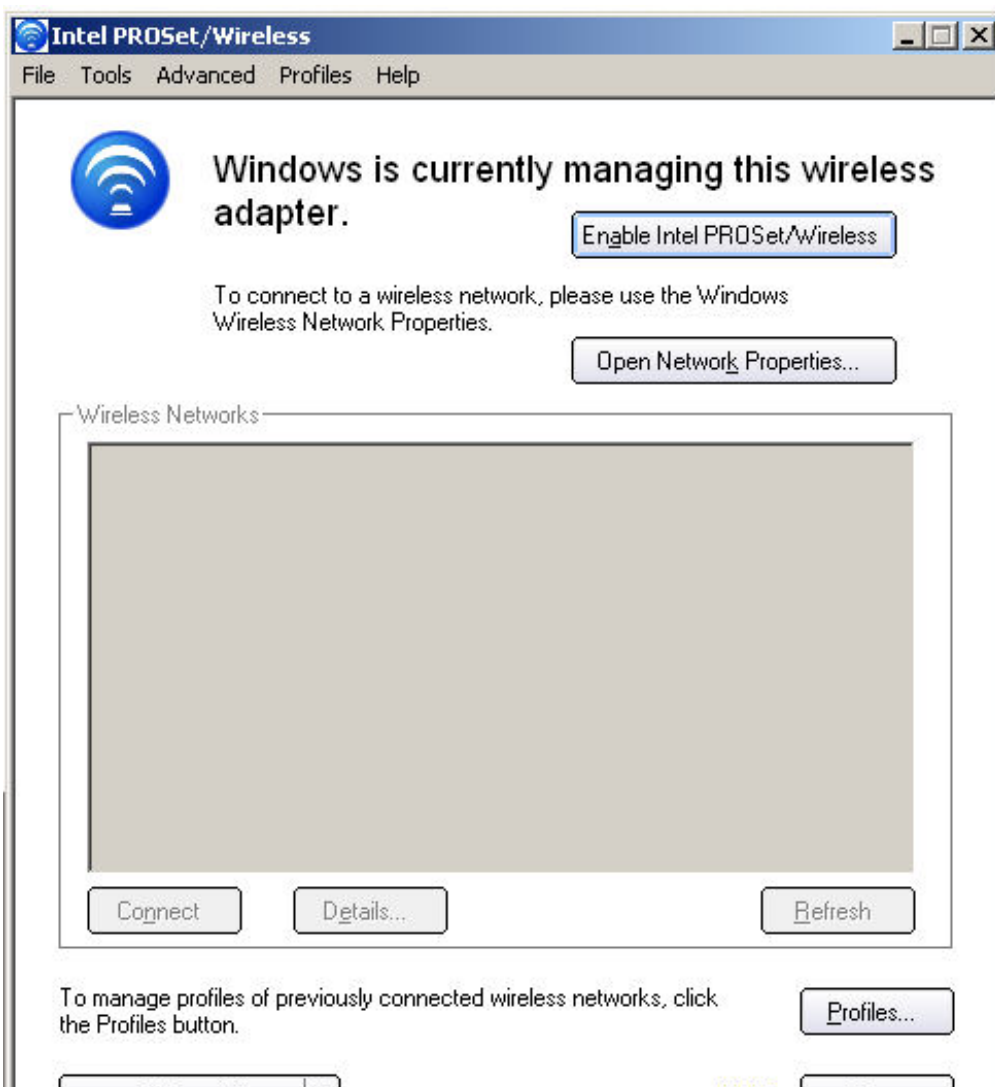 Intel PROSet/Wireless
File Tools Advanced Profiles Help
Windows is currently managing this wireless
adapter.
Enable Intel PROSet/Wireless
To connect to a wireless network, please use the Windows
Wireless Network Properties.
Open Network Properties...
Wireless Networks
Connect Details... Refresh
To manage profiles of previously connected wireless networks, click
the Profiles button.
Profiles...